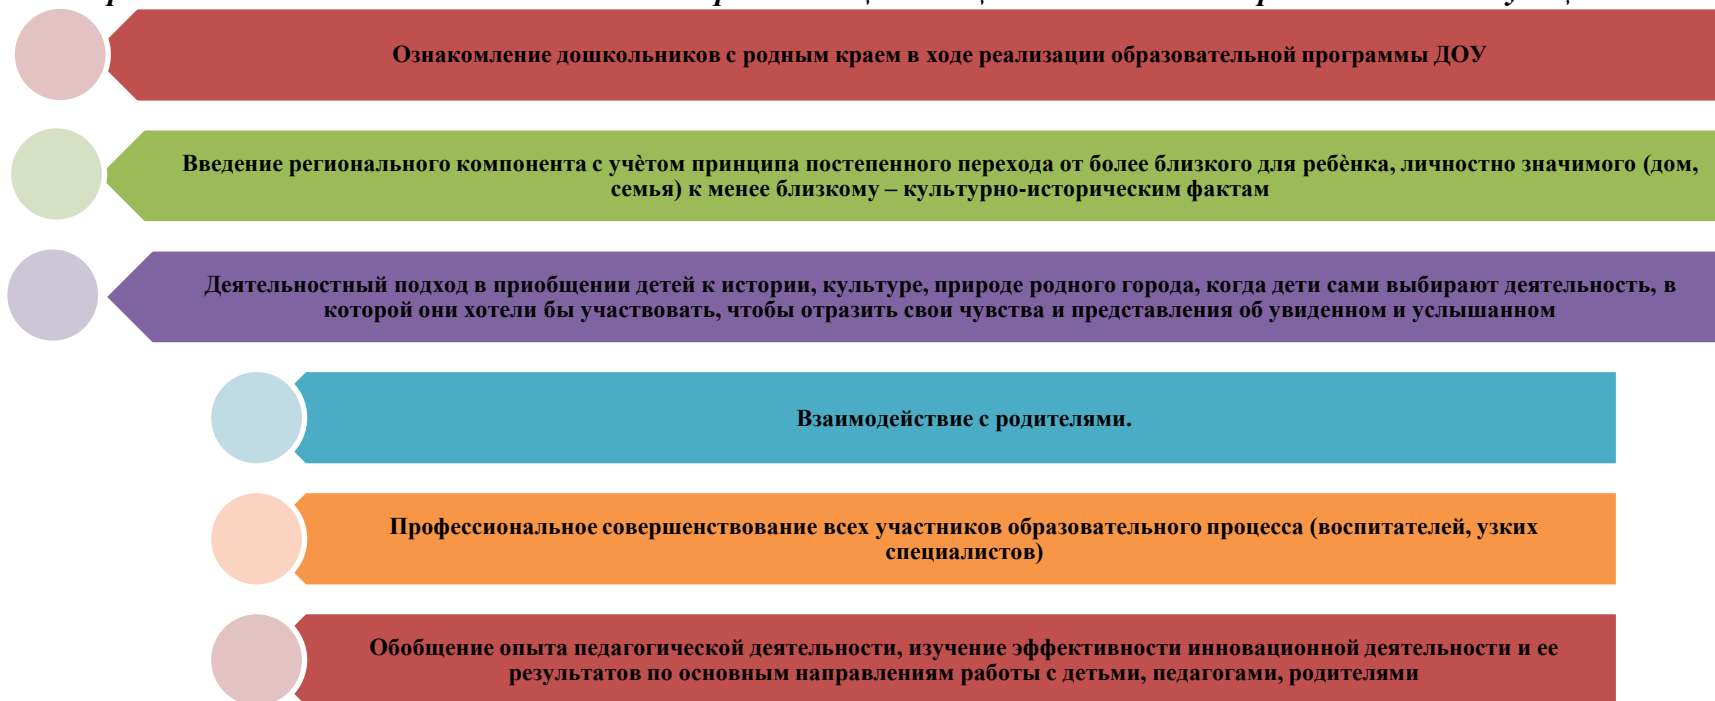 Ознакомление дошкольников с родным краем в ходе реализации образовательной программы ДОУ
Введение регионального компонента с учѐтом принципа постепенного перехода от более близкого для ребѐнка, личностно значимого (дом,
семья) к менее близкому – культурно-историческим фактам
Деятельностный подход в приобщении детей к истории, культуре, природе родного города, когда дети сами выбирают деятельность, в
которой они хотели бы участвовать, чтобы отразить свои чувства и представления об увиденном и услышанном
Взаимодействие с родителями.
Профессиональное совершенствование всех участников образовательного процесса (воспитателей, узких
специалистов)
Обобщение опыта педагогической деятельности, изучение эффективности инновационной деятельности и ее
результатов по основным направлениям работы с детьми, педагогами, родителями